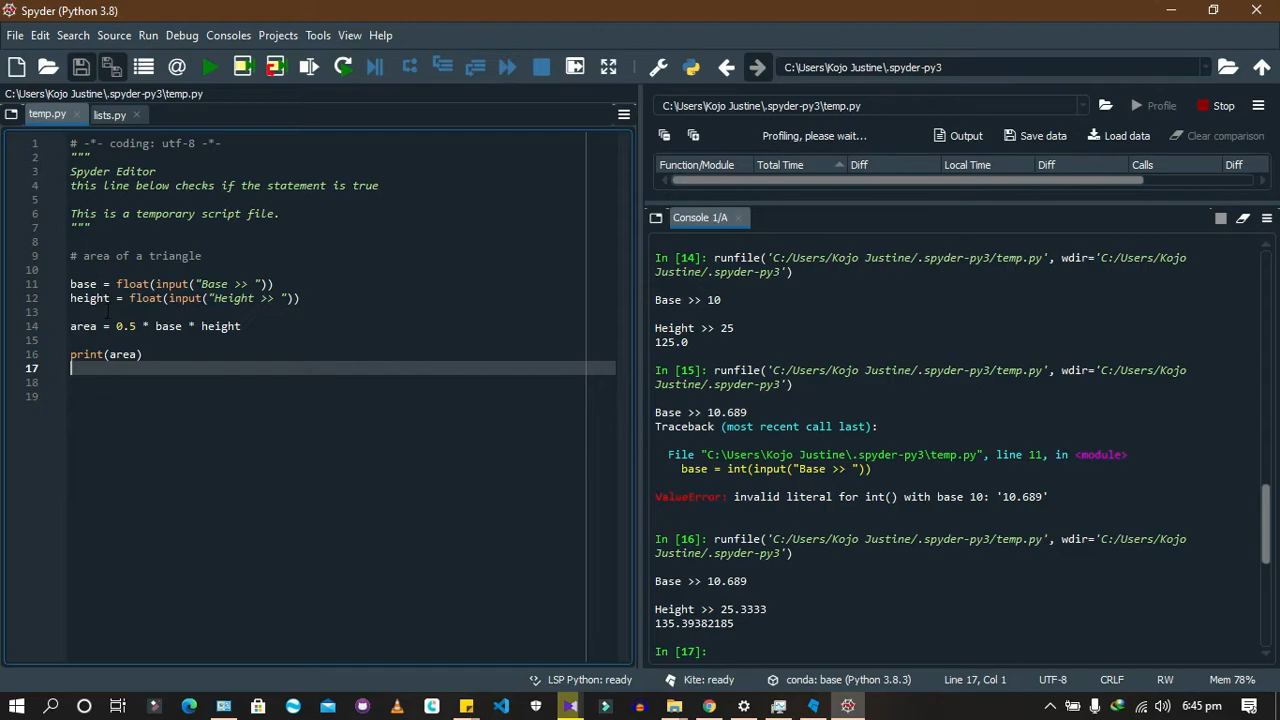 Spyder (Python 3.8)
File Edit Search Source Run Debug Consoles Projects Tools View Help
C:\Users\Kojo Justine\.spyder-py3
C:\Users\Kojo Justine\.spyder-py3\temp.py
temp.py lists.py
1 # -*- coding: utf-8 -*-
2 """
3 Spyder Editor
4 this line below checks if the statement is true
5
6 This is a temporary script file.
7 """
8
9 # area of a triangle
10
11 base = float(input("Base >> "))
12 height = float(input("Height >> "))
13
14 area = 0.5 * base * height
15
16 print(area)
17
18
19
C:\Users\Kojo Justine\.spyder-py3\temp.py Profile Stop
Profiling, please wait... Output Save data Load data Clear comparison
Function/Module Total Time Diff Local Time Diff Calls Diff
Console 1/A
In [14]: runfile('C:/Users/Kojo Justine/.spyder-py3/temp.py', wdir='C:/Users/Kojo
Justine/.spyder-py3')
Base >> 10
Height >> 25
125.0
In [15]: runfile('C:/Users/Kojo Justine/.spyder-py3/temp.py', wdir='C:/Users/Kojo
Justine/.spyder-py3')
Base >> 10.689
Traceback (most recent call last):
File "C:\Users\Kojo Justine\.spyder-py3\temp.py", line 11, in <module>
base = int(input("Base >> "))
ValueError: invalid literal for int() with base 10: '10.689'
In [16]: runfile('C:/Users/Kojo Justine/.spyder-py3/temp.py', wdir='C:/Users/Kojo
Justine/.spyder-py3')
Base >> 10.689
Height >> 25.3333
135.39382185
In [17]:
LSP Python: ready Kite: ready conda: base (Python 3.8.3) Line 17, Col 1 UTF-8 CRLF RW Mem 78%
6:45 pm